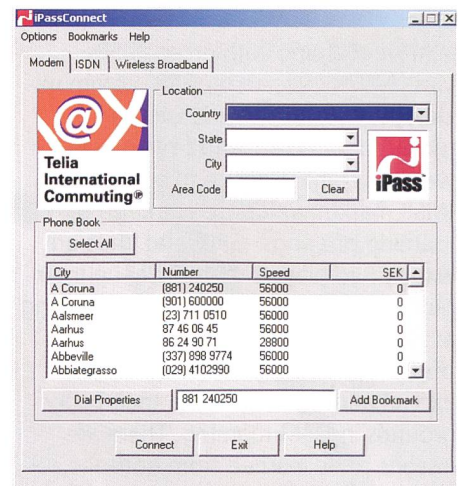 iPassConnect
Options Bookmarks Help
Modem ISDN Wireless Broadband
Location
Country
State
City
Area Code Clear
@
Telia
International
Commuting®
iPass
Phone Book
Select All
City Number Speed SEK
A Coruna (881) 240250 56000 0
A Coruna (901) 600000 56000 0
Aalsmeer (23) 711 0510 56000 0
Aarhus 87 46 06 45 56000 0
Aarhus 86 24 90 71 28800 0
Abbeville (337) 898 9774 56000 0
Abbiategrasso (029) 4102990 56000 0
Dial Properties 881 240250 Add Bookmark
Connect Exit Help